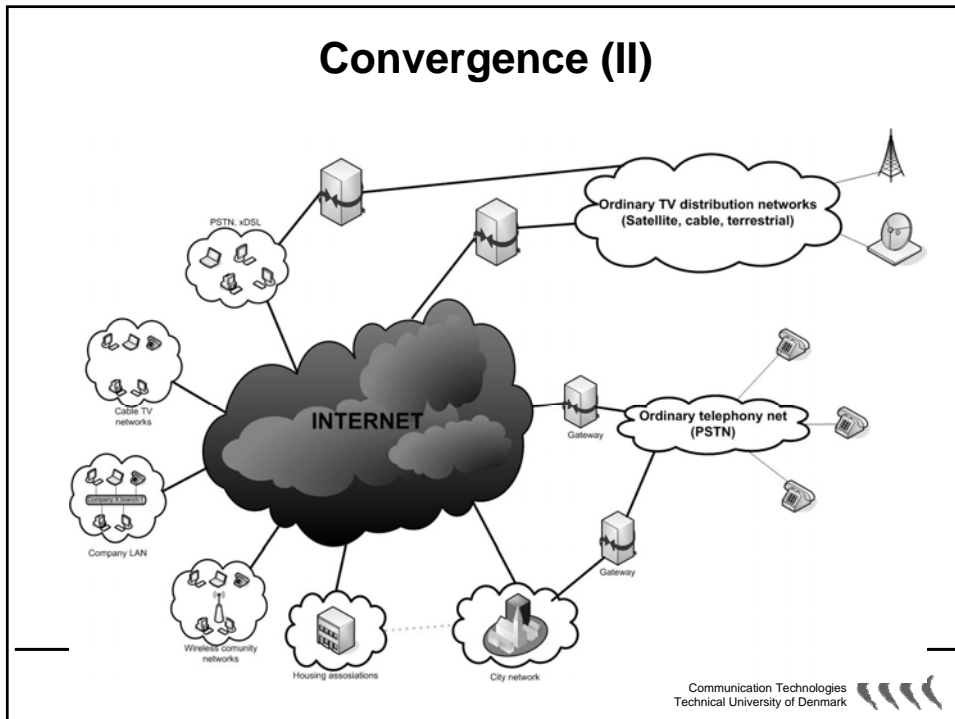 Convergence (II)
PSTN, xDSL
Ordinary TV distribution networks
(Satellite, cable, terrestrial)
Cable TV
networks
INTERNET
Gateway
Ordinary telephony net
(PSTN)
Company X branch 1
Company LAN
Gateway
Wireless comunity
networks
Housing assosiations
City network
Communication Technologies
Technical University of Denmark